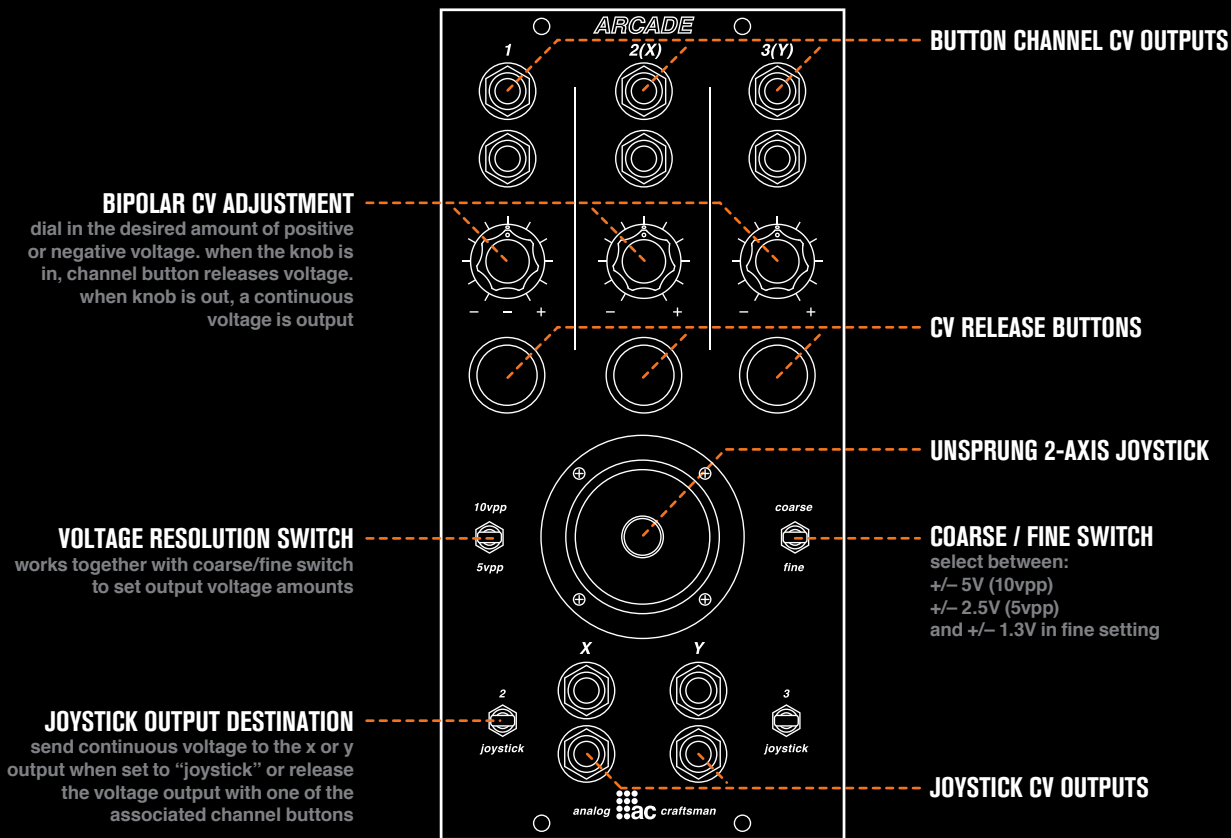 ARCADE
1
2(X)
3(Y)
BUTTON CHANNEL CV OUTPUTS
BIPOLAR CV ADJUSTMENT
dial in the desired amount of positive
or negative voltage. when the knob is
in, channel button releases voltage.
when knob is out, a continuous
voltage is output
– – +
– +
– +
CV RELEASE BUTTONS
UNSPRUNG 2-AXIS JOYSTICK
10vpp
5vpp
VOLTAGE RESOLUTION SWITCH
works together with coarse/fine switch
to set output voltage amounts
coarse
fine
COARSE / FINE SWITCH
select between:
+/– 5V (10vpp)
+/– 2.5V (5vpp)
and +/– 1.3V in fine setting
X
Y
2
joystick
3
joystick
JOYSTICK OUTPUT DESTINATION
send continuous voltage to the x or y
output when set to “joystick” or release
the voltage output with one of the
associated channel buttons
JOYSTICK CV OUTPUTS
analog ac craftsman